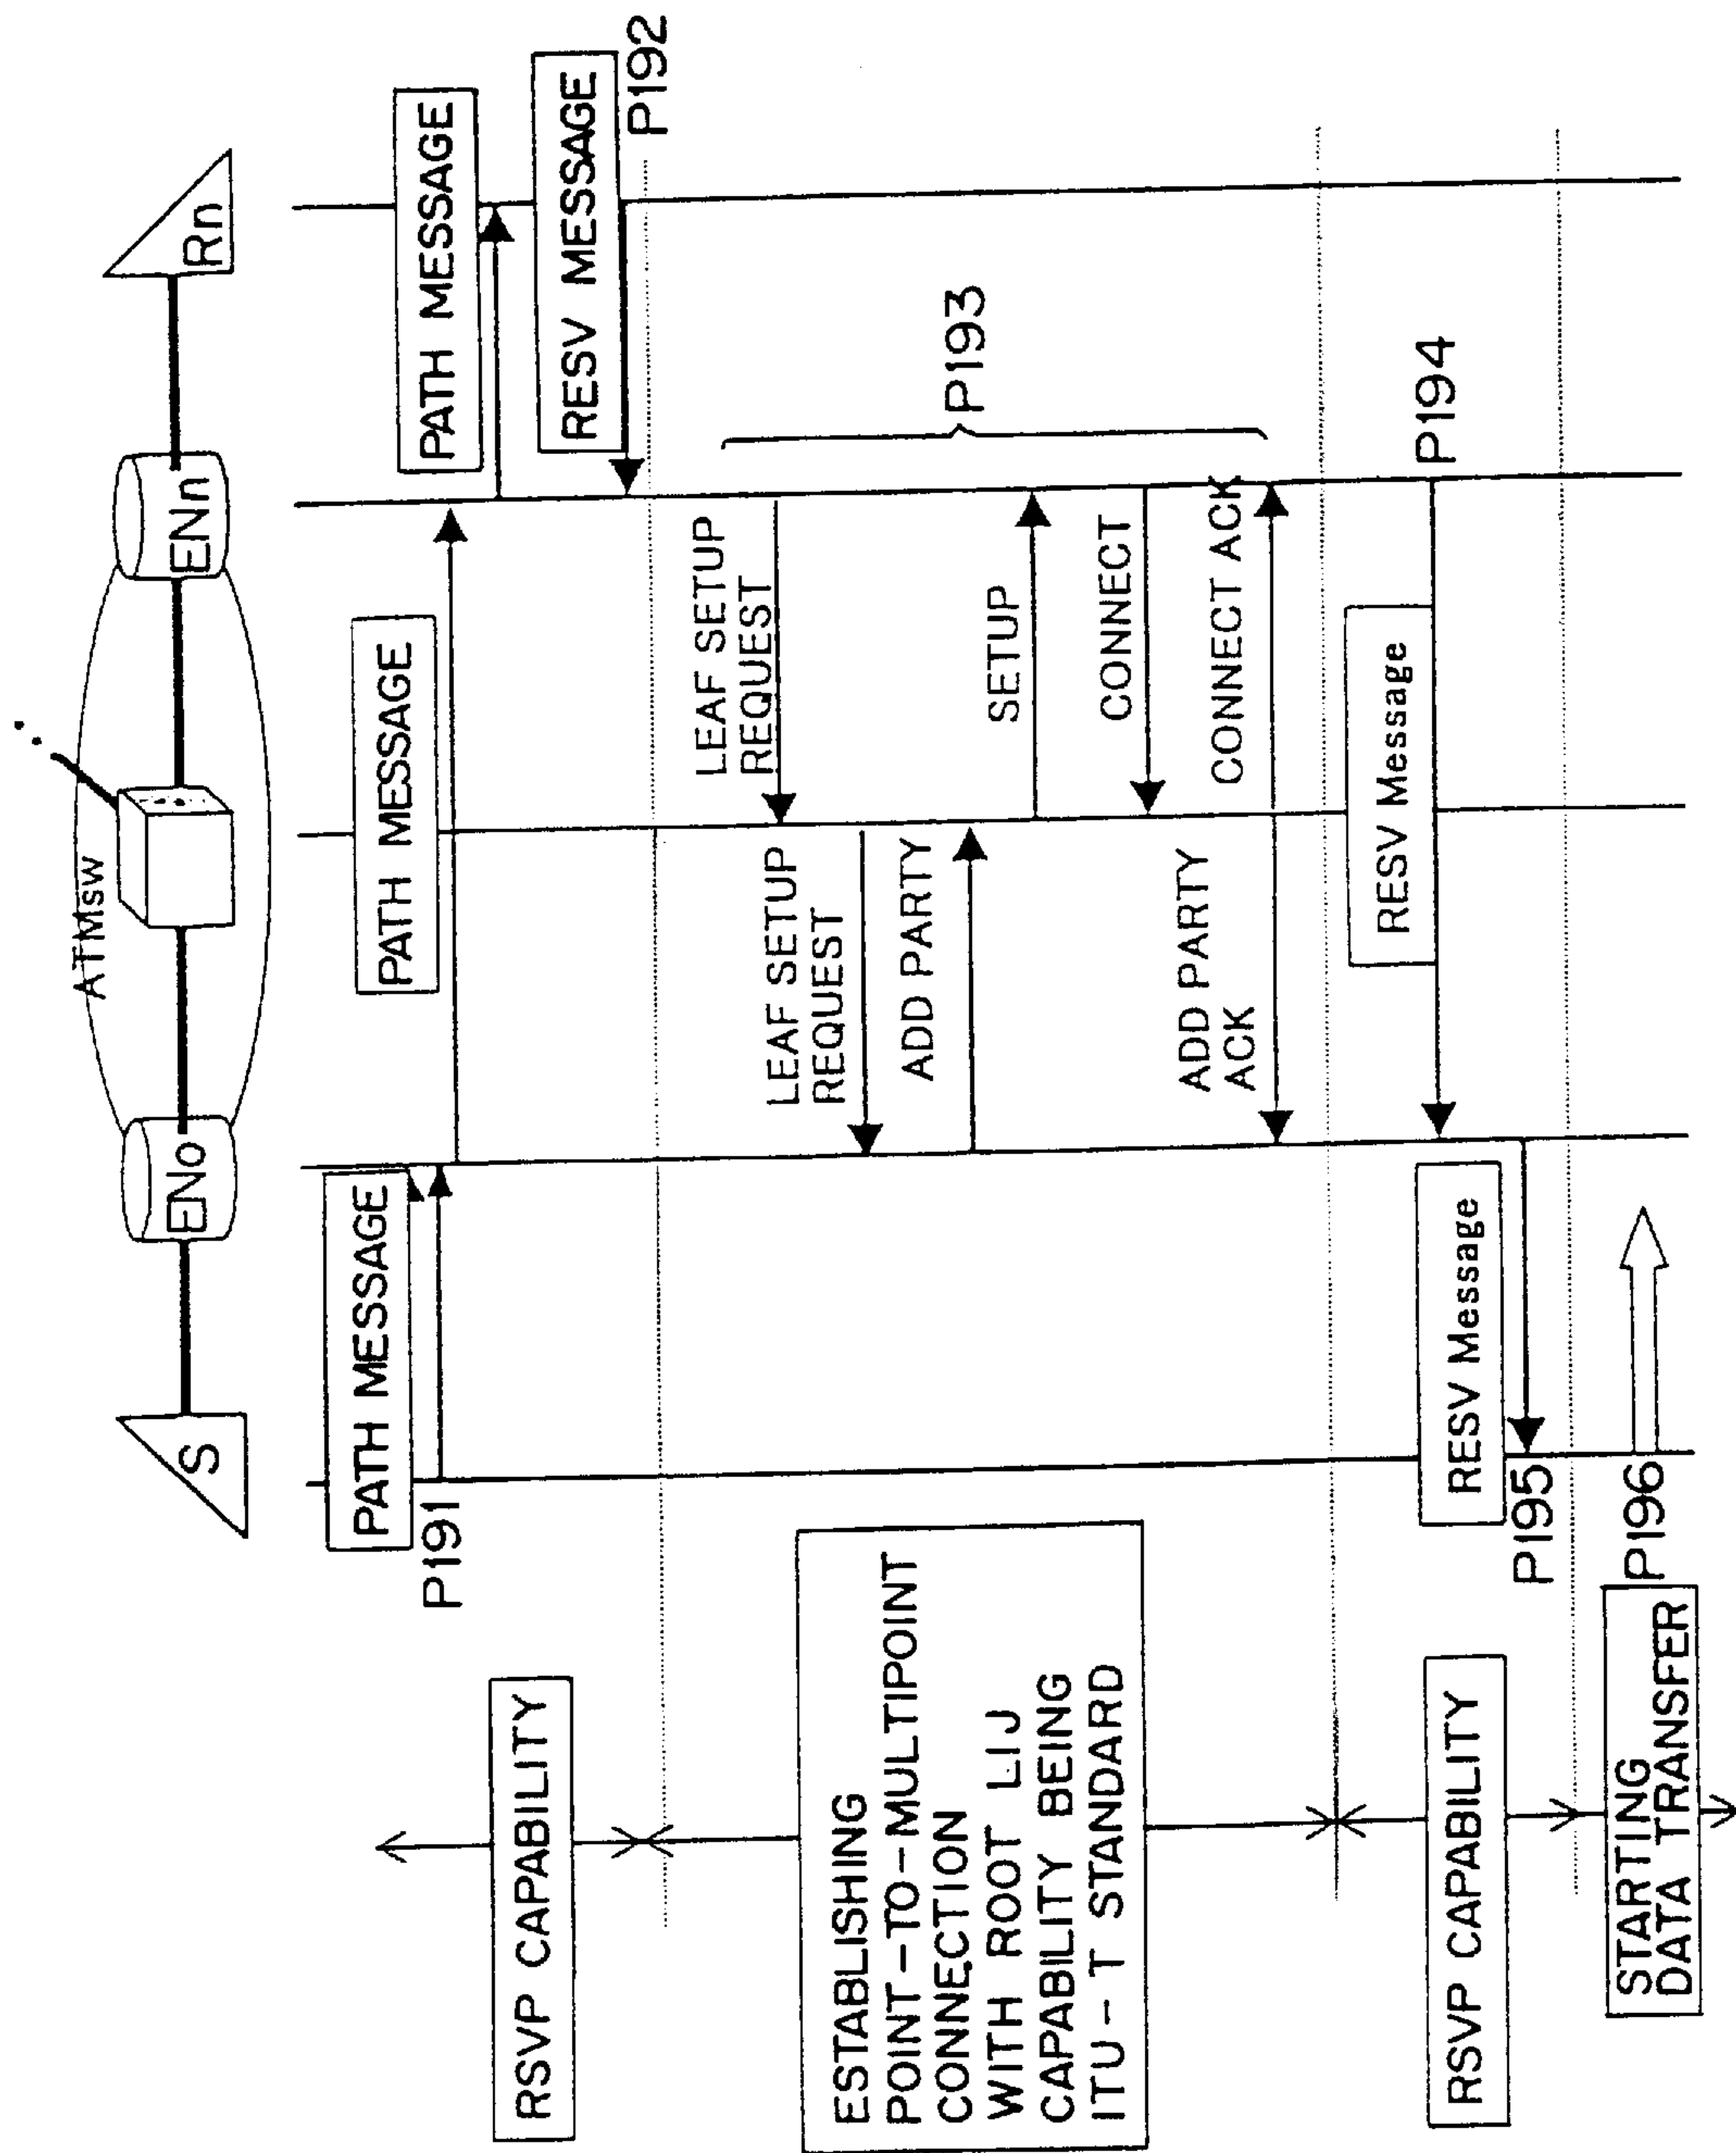 S
ENo
ATMsw
ENn
Rn
PATH MESSAGE
P191
PATH MESSAGE
PATH MESSAGE
RESV MESSAGE
P192
RSVP CAPABILITY
LEAF SETUP
REQUEST
LEAF SETUP
REQUEST
ADD PARTY
SETUP
CONNECT
CONNECT ACK
ADD PARTY
ACK
P193
ESTABLISHING
POINT-TO-MULTIPOINT
CONNECTION
WITH ROOT LIJ
CAPABILITY BEING
ITU-T STANDARD
RESV Message
P194
RESV Message
P195
RSVP CAPABILITY
P196
STARTING
DATA TRANSFER